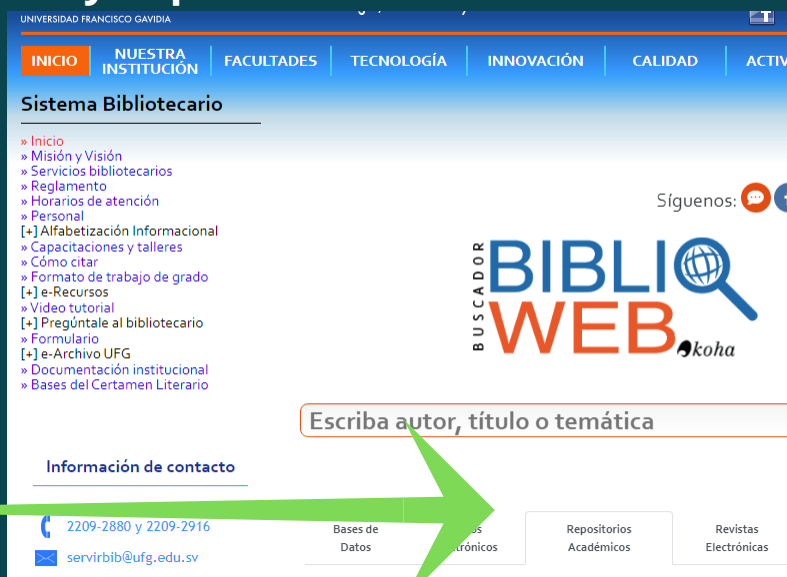 UNIVERSIDAD FRANCISCO GAVIDIA
INICIO
NUESTRA INSTITUCIÓN
FACULTADES
TECNOLOGÍA
INNOVACIÓN
CALIDAD
Sistema Bibliotecario
» Inicio
» Misión y Visión
» Servicios bibliotecarios
» Reglamento
» Horarios de atención
» Personal
[+] Alfabetización Informacional
» Capacitaciones y talleres
» Cómo citar
» Formato de trabajo de grado
[+] e-Recursos
» Video tutorial
[+] Pregúntale al bibliotecario
» Formulario
[+] e-Archivo UFG
» Documentación institucional
» Bases del Certamen Literario
Síguenos:
BUSCADOR
BIBLIO
WEB
koha
Escriba autor, título o temática
Información de contacto
2209-2880 y 2209-2916
servirbib@ufg.edu.sv
Bases de
Datos
Repositorios
Académicos
Revistas
Electrónicas